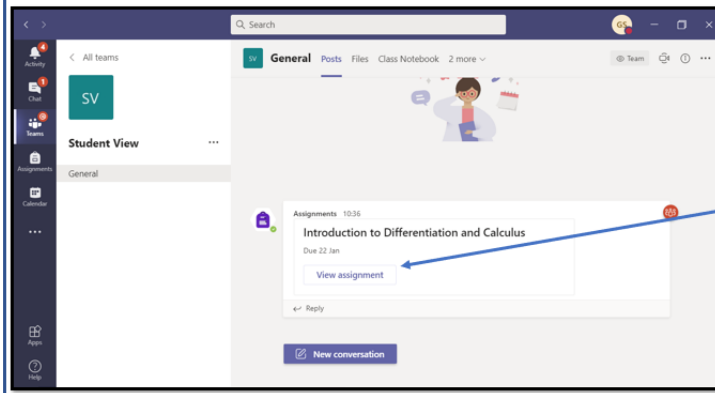 Search
GS
4
Activity
1
Chat
Teams
Assignments
Calendar
Apps
Help
All teams
SV
Student View
General
SV General Posts Files Class Notebook 2 more
Team
Assignments 10:36
Introduction to Differentiation and Calculus
Due 22 Jan
View assignment
Reply
New conversation